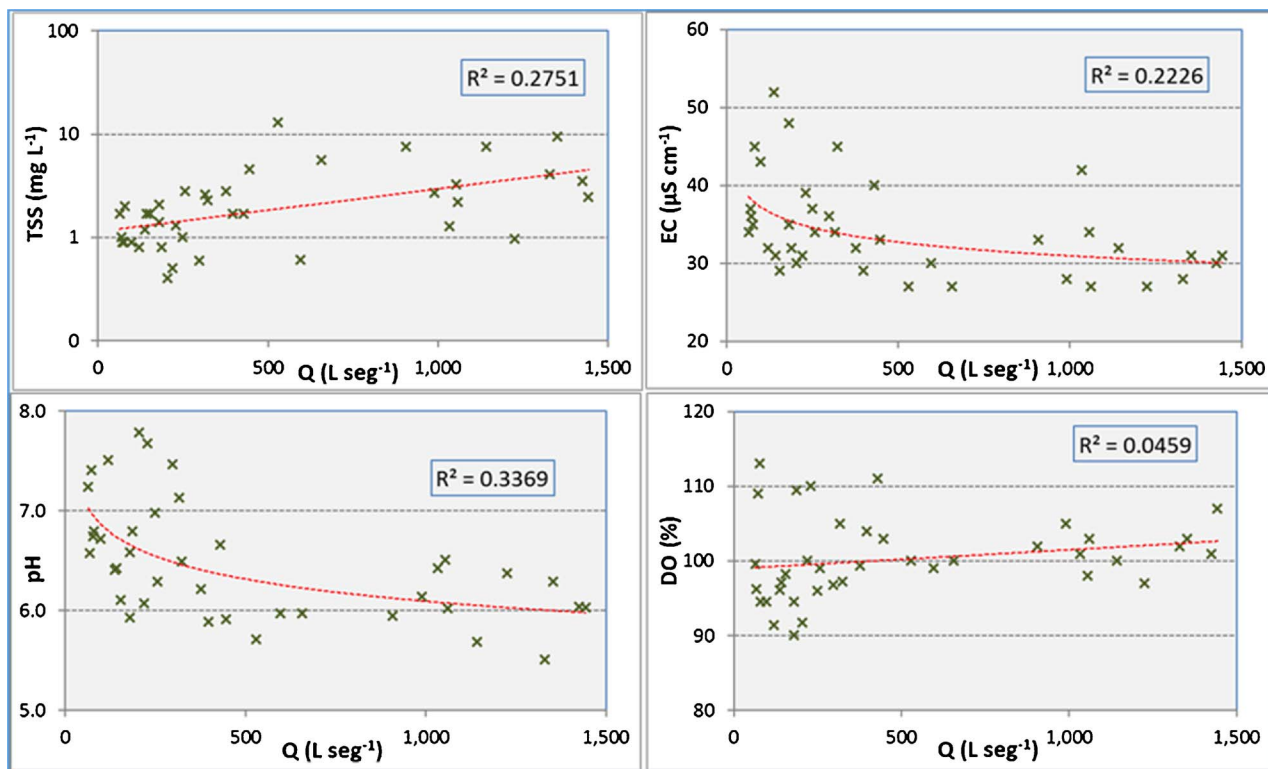 100
10
1
0
TSS (mg L⁻¹)
R² = 0.2751
0 500 1,000 1,500
Q (L seg⁻¹)
60
50
40
30
20
EC (µS cm⁻¹)
R² = 0.2226
0 500 1,000 1,500
Q (L seg⁻¹)
8.0
7.0
6.0
5.0
pH
R² = 0.3369
0 500 1,000 1,500
Q (L seg⁻¹)
120
110
100
90
80
DO (%)
R² = 0.0459
0 500 1,000 1,500
Q (L seg⁻¹)